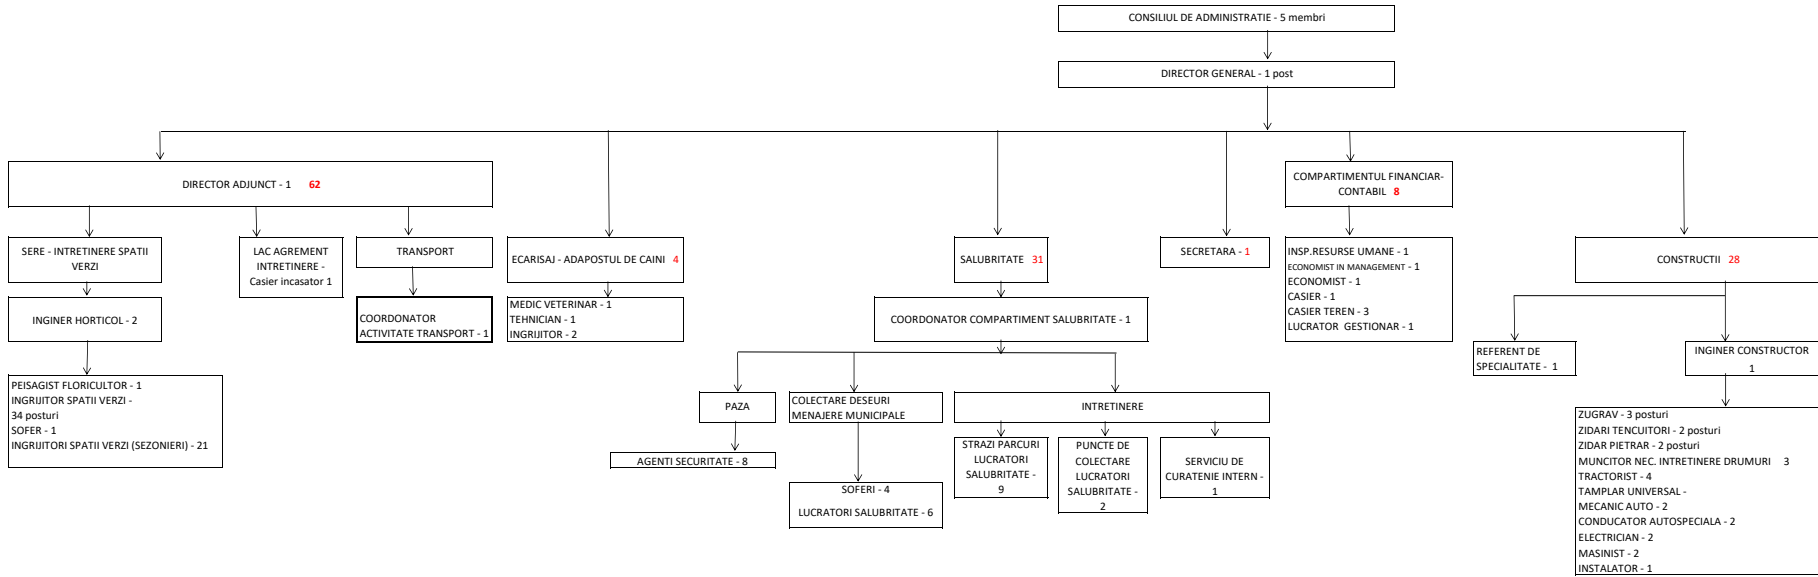 CONSILIUL DE ADMINISTRATIE - 5 membri
DIRECTOR GENERAL - 1 post
DIRECTOR ADJUNCT - 1 62
COMPARTIMENTUL FINANCIAR-
CONTABIL 8
SERE - INTRETINERE SPATII
VERZI
LAC AGREMENT
INTRETINERE -
Casier incasator 1
TRANSPORT
ECARISAJ - ADAPOSTUL DE CAINI 4
SALUBRITATE 31
SECRETARA - 1
INSP.RESURSE UMANE - 1
ECONOMIST IN MANAGEMENT - 1
ECONOMIST - 1
CASIER - 1
CASIER TEREN - 3
LUCRATOR GESTIONAR - 1
CONSTRUCTII 28
INGINER HORTICOL - 2
COORDONATOR
ACTIVITATE TRANSPORT - 1
MEDIC VETERINAR - 1
TEHNICIAN - 1
INGRIJITOR - 2
COORDONATOR COMPARTIMENT SALUBRITATE - 1
REFERENT DE
SPECIALITATE - 1
INGINER CONSTRUCTOR
1
PEISAGIST FLORICULTOR - 1
INGRIJITOR SPATII VERZI -
34 posturi
SOFER - 1
INGRIJITORI SPATII VERZI (SEZONIERI) - 21
PAZA
COLECTARE DESEURI
MENAJERE MUNICIPALE
INTRETINERE
AGENTI SECURITATE - 8
SOFERI - 4
LUCRATORI SALUBRITATE - 6
STRAZI PARCURI
LUCRATORI
SALUBRITATE -
9
PUNCTE DE
COLECTARE
LUCRATORI
SALUBRITATE -
2
SERVICIU DE
CURATENIE INTERN -
1
ZUGRAV - 3 posturi
ZIDARI TENCUITORI - 2 posturi
ZIDAR PIETRAR - 2 posturi
MUNCITOR NEC. INTRETINERE DRUMURI 3
TRACTORIST - 4
TAMPLAR UNIVERSAL -
MECANIC AUTO - 2
CONDUCATOR AUTOSPECIALA - 2
ELECTRICIAN - 2
MASINIST - 2
INSTALATOR - 1